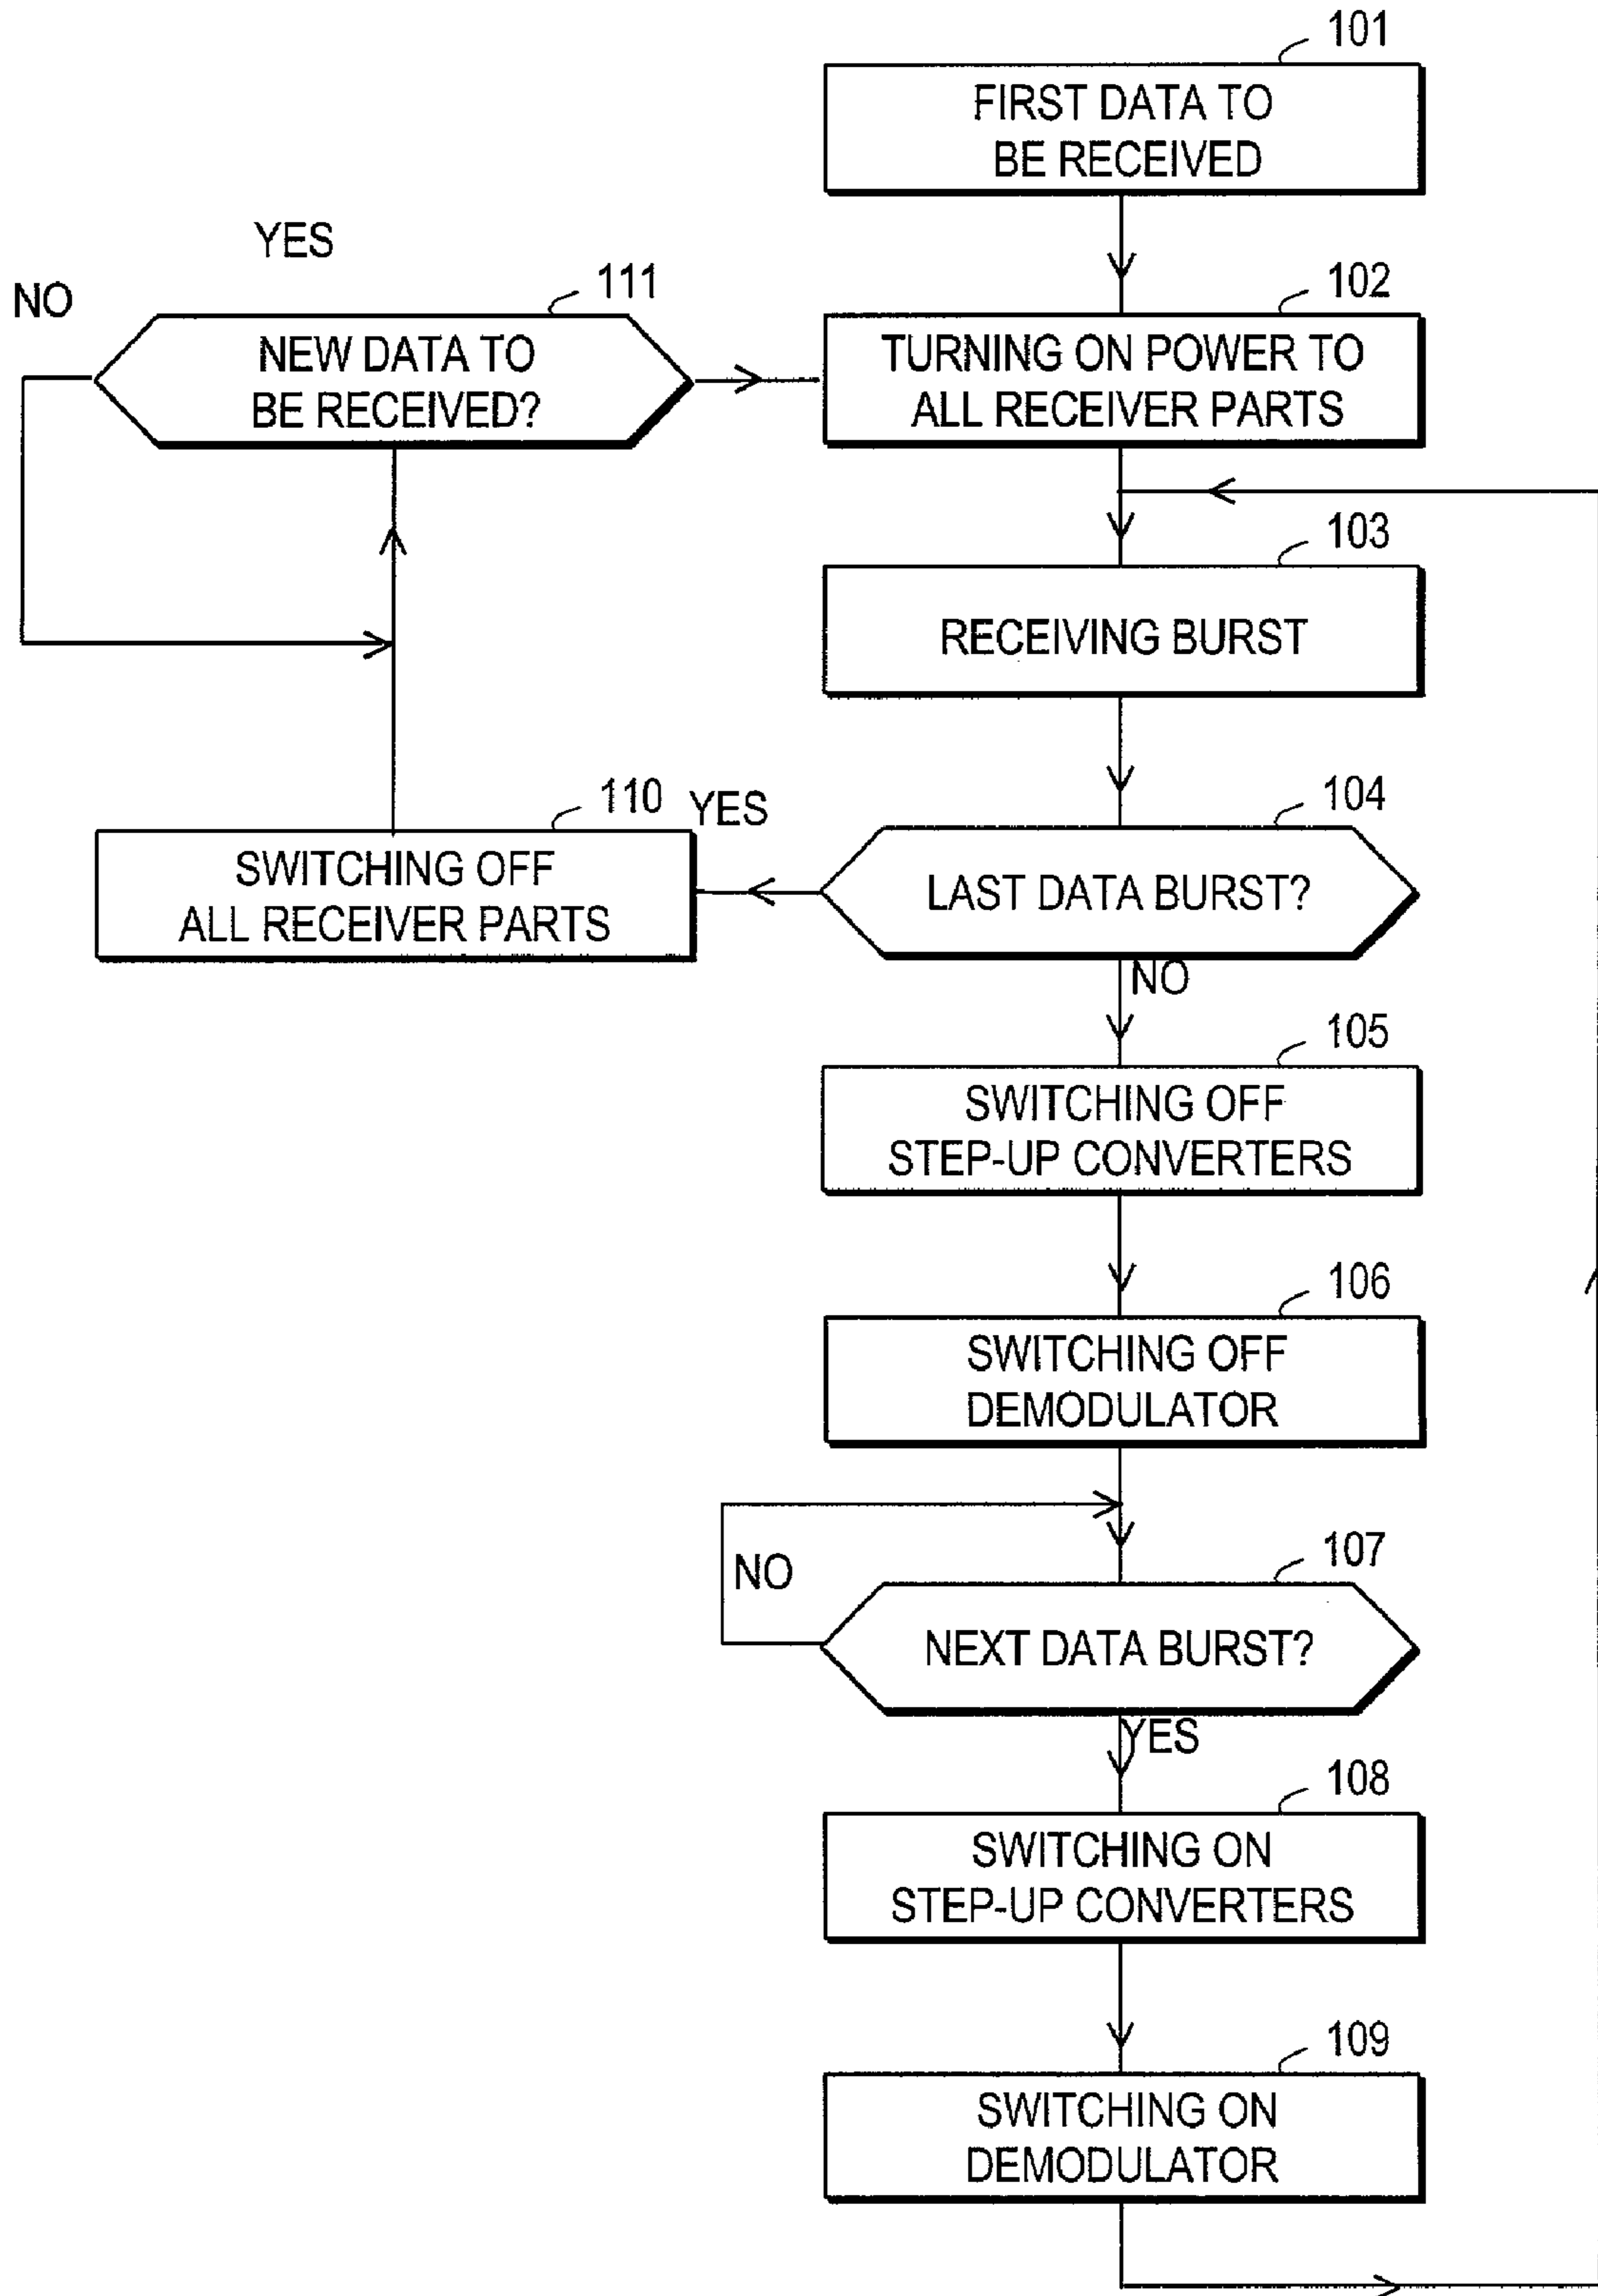 101
FIRST DATA TO
BE RECEIVED
YES
NO
111
NEW DATA TO
BE RECEIVED?
102
TURNING ON POWER TO
ALL RECEIVER PARTS
103
RECEIVING BURST
110
YES
SWITCHING OFF
ALL RECEIVER PARTS
104
LAST DATA BURST?
NO
105
SWITCHING OFF
STEP-UP CONVERTERS
106
SWITCHING OFF
DEMODULATOR
NO
107
NEXT DATA BURST?
YES
108
SWITCHING ON
STEP-UP CONVERTERS
109
SWITCHING ON
DEMODULATOR